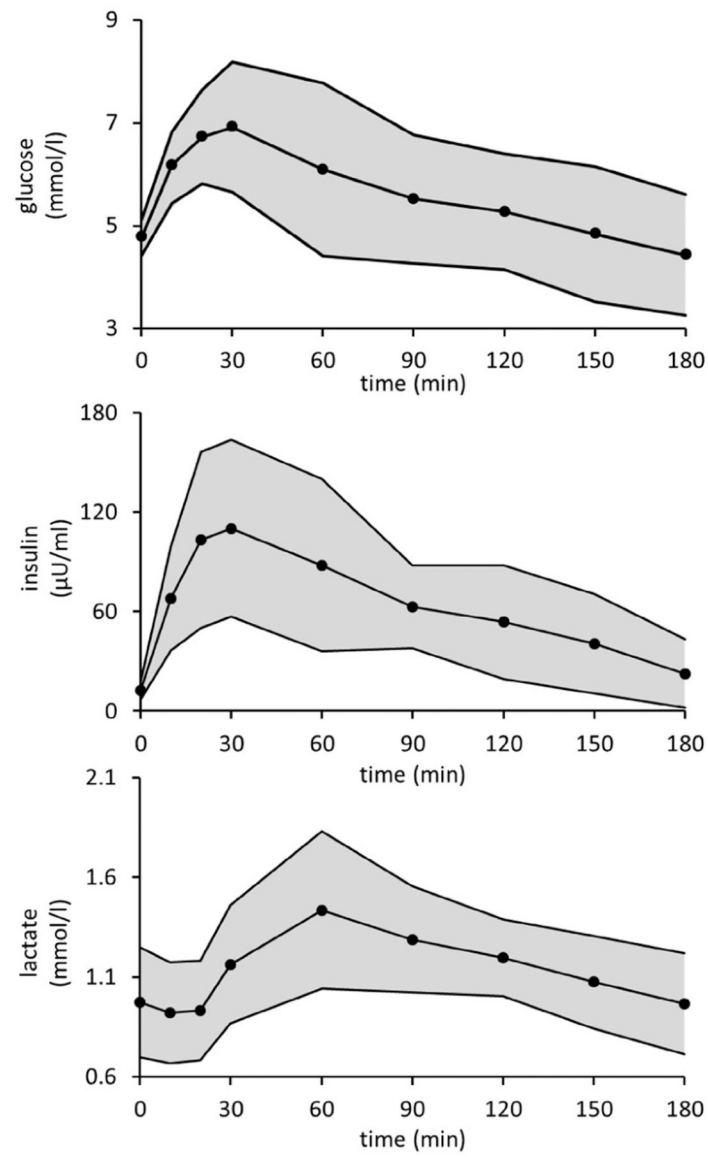 9
7
5
3
glucose
(mmol/l)
0 30 60 90 120 150 180
time (min)
180
120
60
0
insulin
(μU/ml)
0 30 60 90 120 150 180
time (min)
2.1
1.6
1.1
0.6
lactate
(mmol/l)
0 30 60 90 120 150 180
time (min)